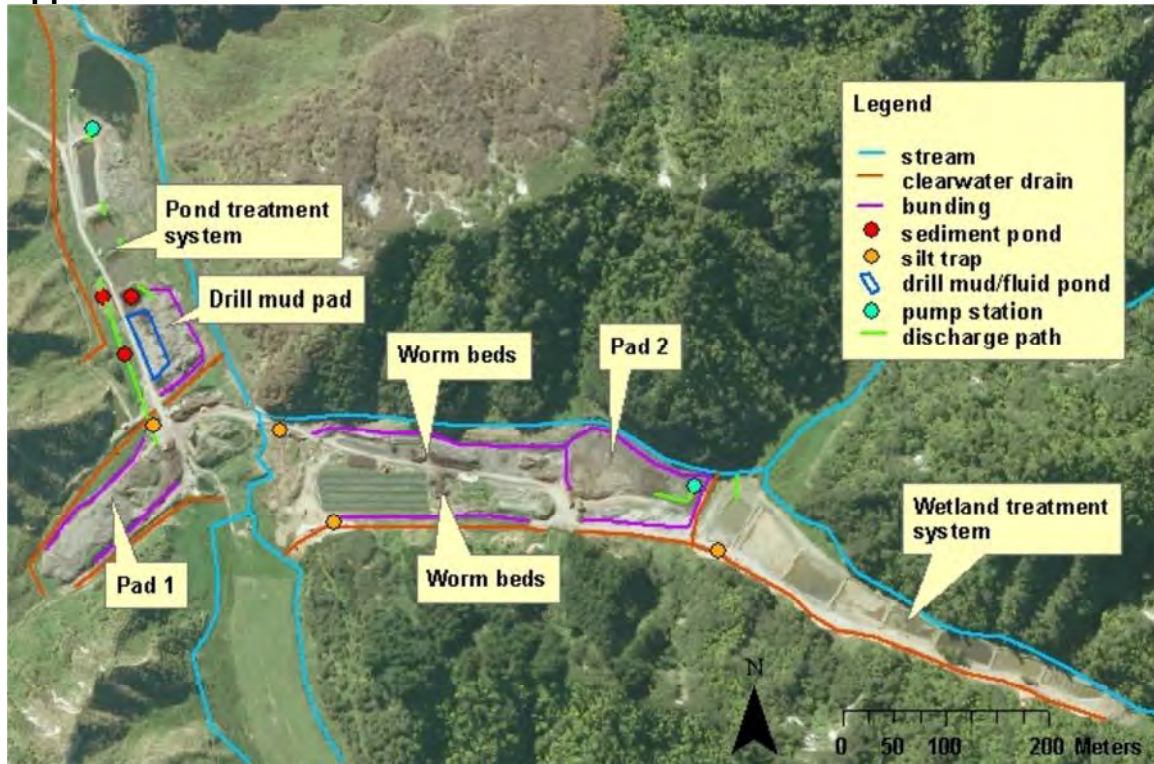 Legend
stream
clearwater drain
bunding
sediment pond
silt trap
drill mud/fluid pond
pump station
discharge path
Pond treatment
system
Drill mud pad
Worm beds
Pad 2
Wetland treatment
system
Pad 1
Worm beds
N
0 50 100 200 Meters